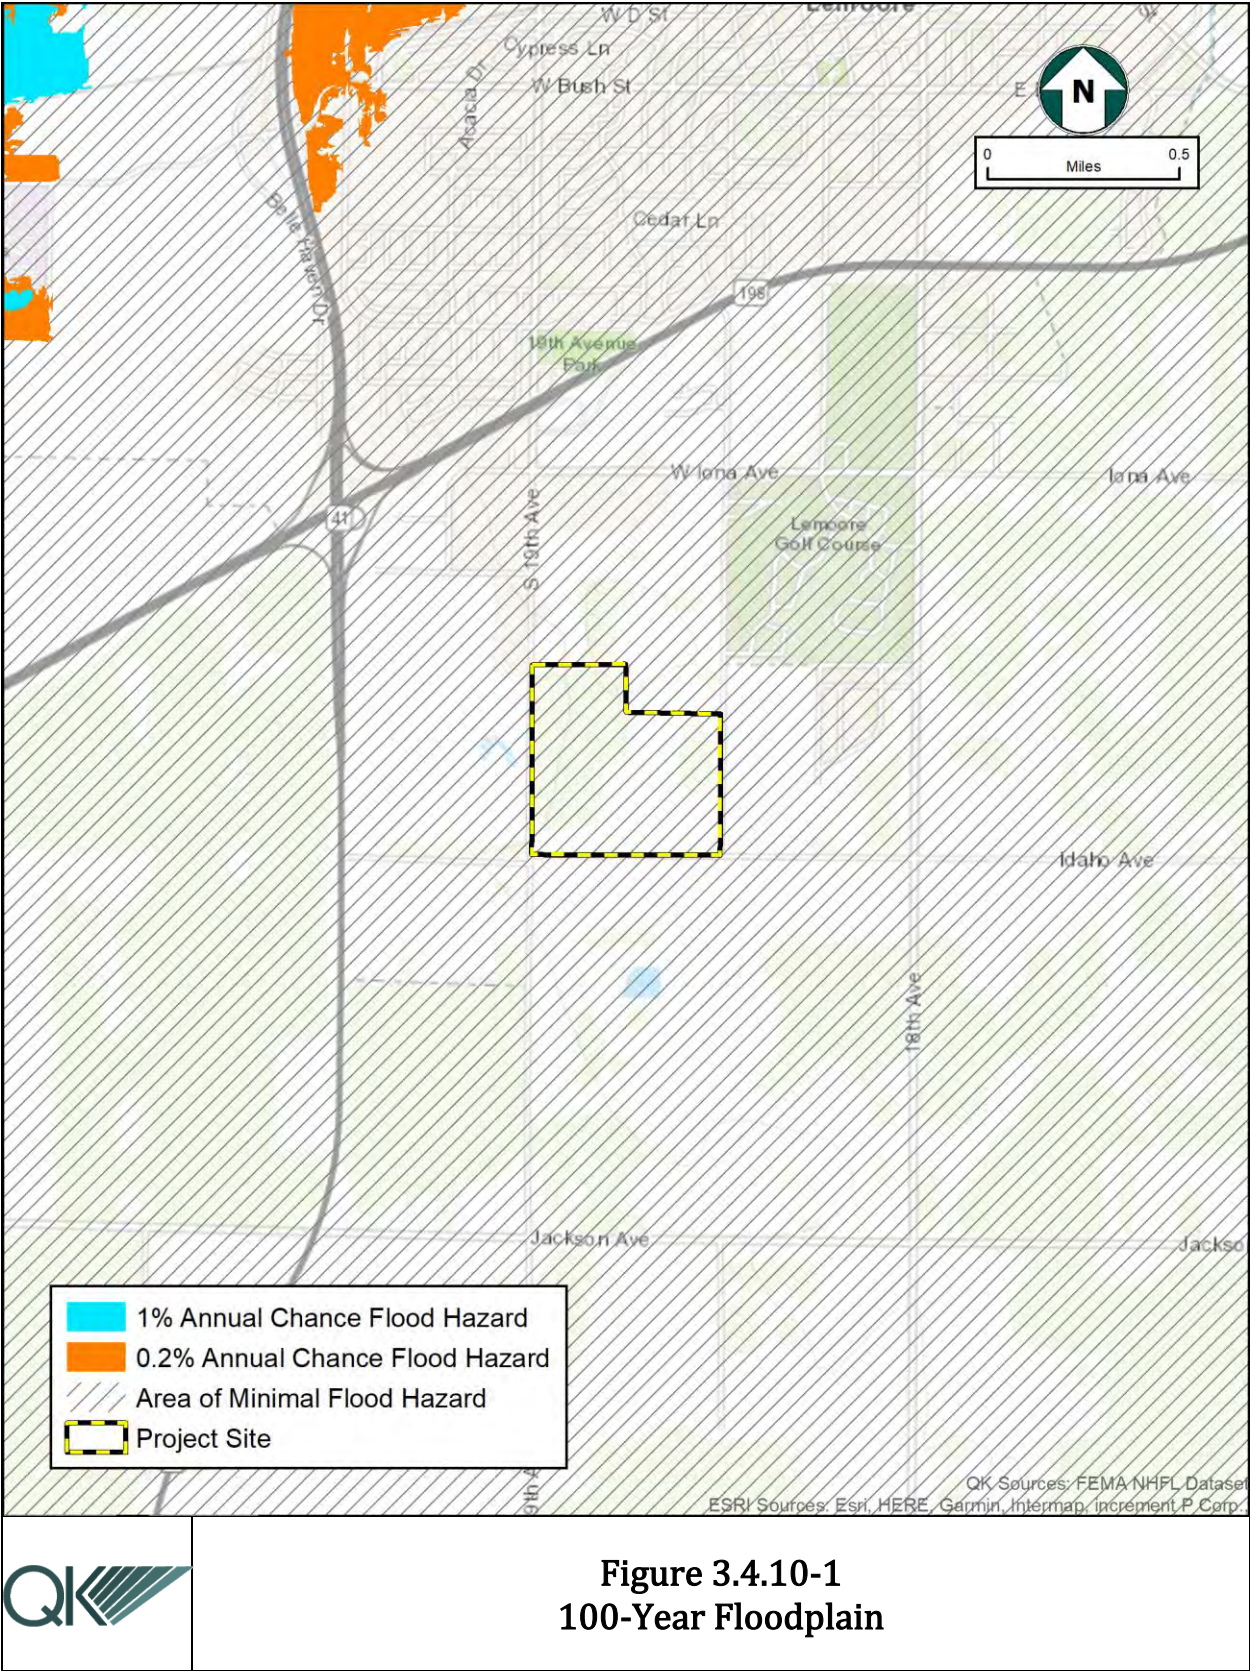 W D St
Lemoore
Cypress Ln
Acacia Dr
W Bush St
E
N
0 0.5
Miles
Belle Haven Dr
Cedar Ln
198
19th Avenue
Park
W Iona Ave
Iona Ave
41
S 19th Ave
Lemoore
Golf Course
Idaho Ave
18th Ave
Jackson Ave
Jackso
1% Annual Chance Flood Hazard
0.2% Annual Chance Flood Hazard
Area of Minimal Flood Hazard
Project Site
9th A
QK Sources: FEMA NHFL Dataset
ESRI Sources: Esri, HERE, Garmin, Intermap, increment P Corp.,
QK
Figure 3.4.10-1
100-Year Floodplain